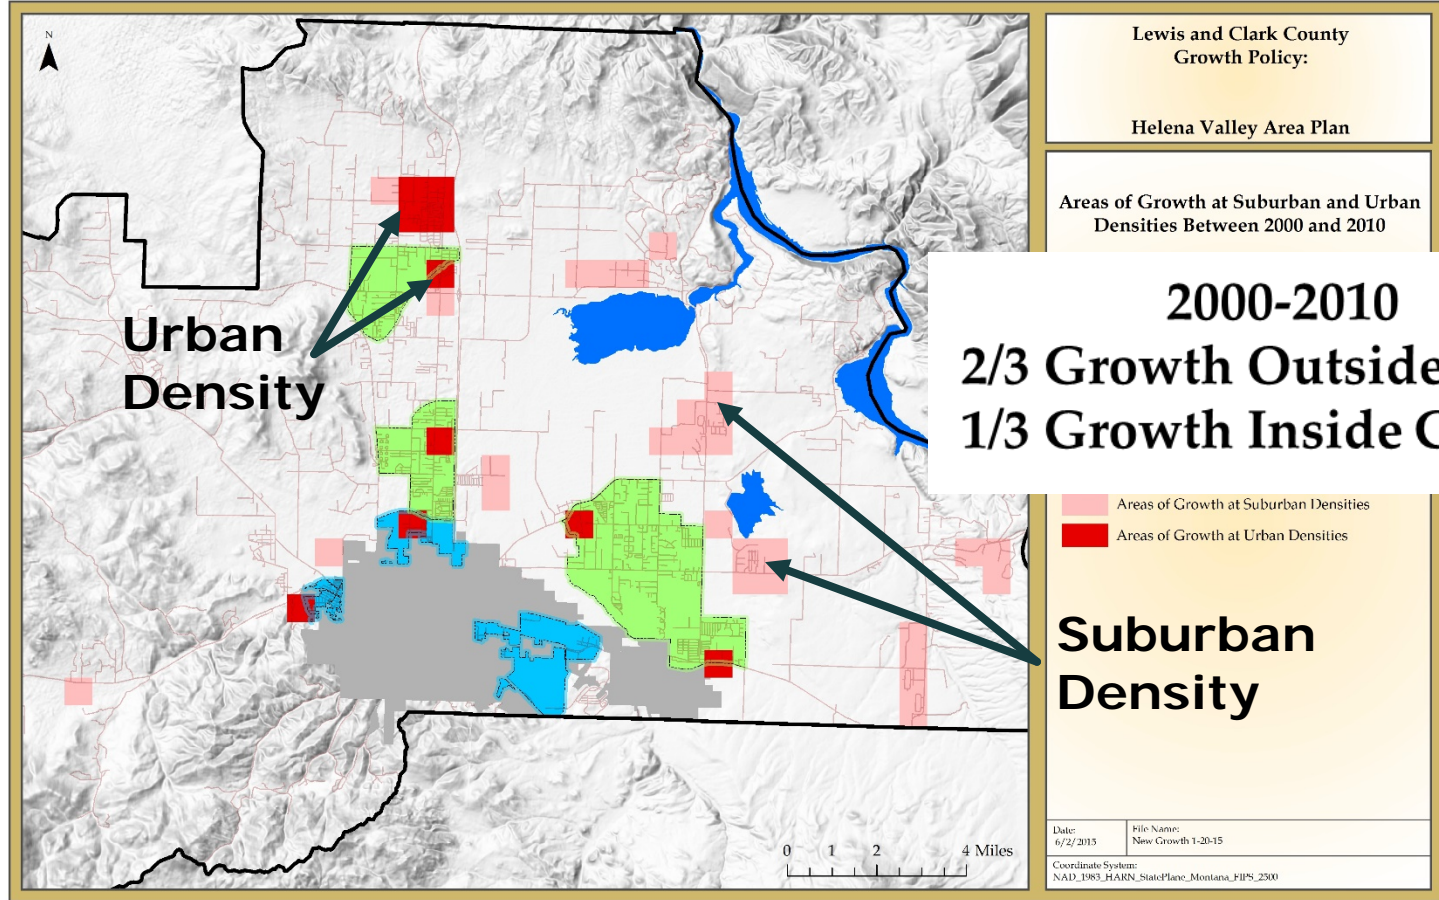 N
Lewis and Clark County
Growth Policy:
Helena Valley Area Plan
Areas of Growth at Suburban and Urban
Densities Between 2000 and 2010
2000-2010
2/3 Growth Outside
1/3 Growth Inside C
Areas of Growth at Suburban Densities
Areas of Growth at Urban Densities
Urban
Density
Suburban
Density
0 1 2 4 Miles
Date:
6/2/2015
File Name:
New Growth 1-20-15
Coordinate System:
NAD_1983_HARN_StatePlane_Montana_FIPS_2500